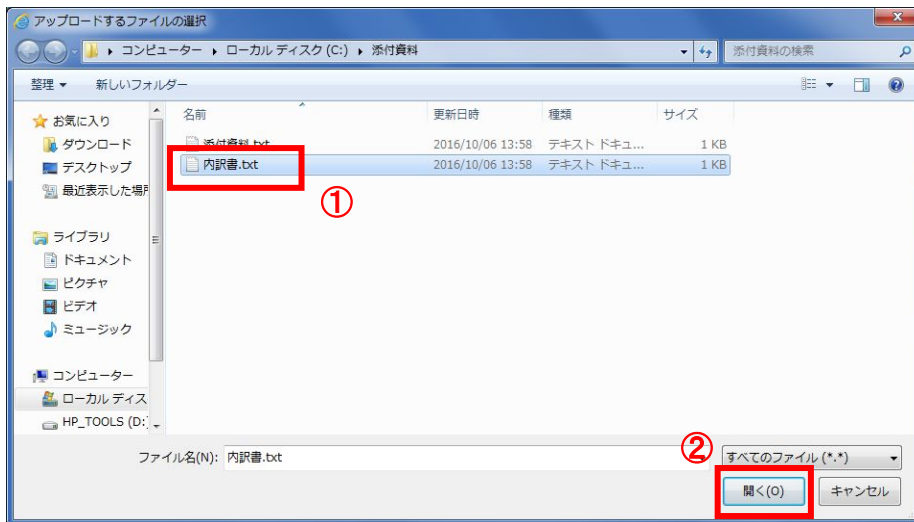 アップロードするファイルの選択
コンピューター ▸ ローカル ディスク (C:) ▸ 添付資料
添付資料の検索
整理 ▼ 新しいフォルダー
名前 更新日時 種類 サイズ
添付資料.txt 2016/10/06 13:58 テキスト ドキュ... 1 KB
内訳書.txt 2016/10/06 13:58 テキスト ドキュ... 1 KB
①
お気に入り
ダウンロード
デスクトップ
最近表示した場所
ライブラリ
ドキュメント
ピクチャ
ビデオ
ミュージック
コンピューター
ローカル ディス
HP_TOOLS (D:)
ファイル名(N): 内訳書.txt
②
すべてのファイル (*.*)
開く(O) キャンセル